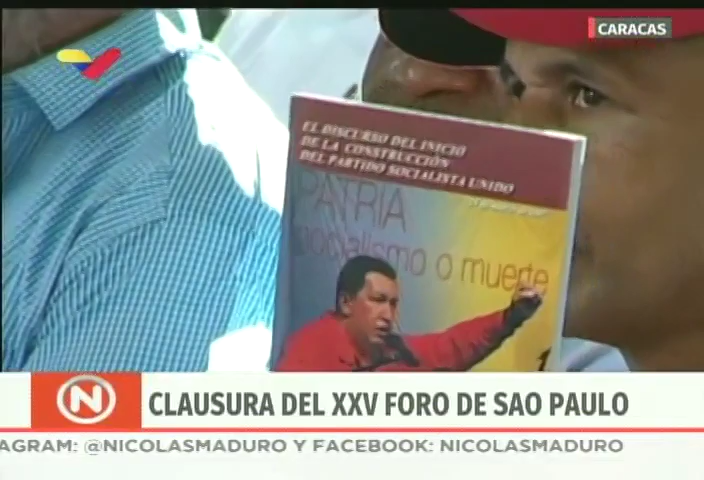 CARACAS
EL DISCURSO DEL INICIO
DE LA CONSTRUCCIÓN
DEL PARTIDO SOCIALISTA UNIDO
PATRIA
socialismo o muerte
N
CLAUSURA DEL XXV FORO DE SAO PAULO
AGRAM: @NICOLASMADURO Y FACEBOOK: NICOLASMADURO